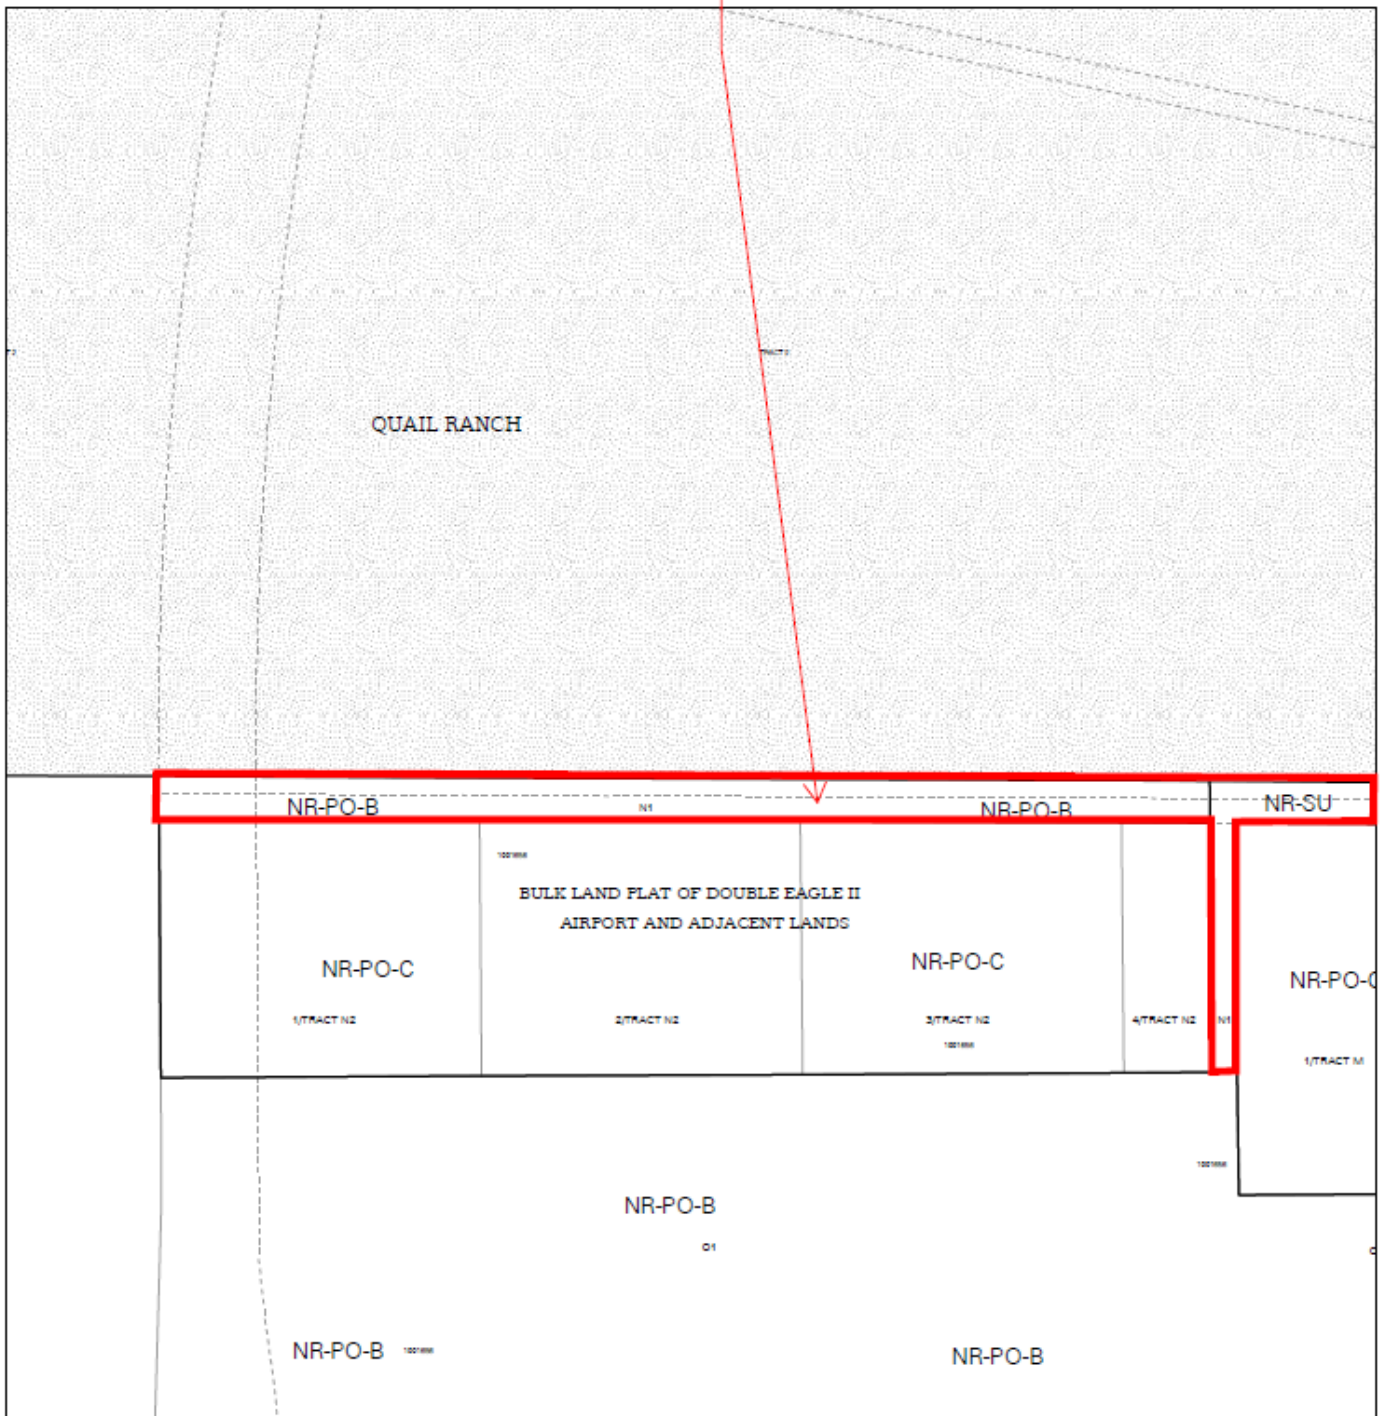 QUAIL RANCH
NR-PO-B
N1
NR-PO-B
NR-SU
BULK LAND PLAT OF DOUBLE EAGLE II
AIRPORT AND ADJACENT LANDS
NR-PO-C
NR-PO-C
NR-PO-C
1/TRACT N2
2/TRACT N2
3/TRACT N2
4/TRACT N2
N1
1/TRACT M
NR-PO-B
O1
NR-PO-B
NR-PO-B